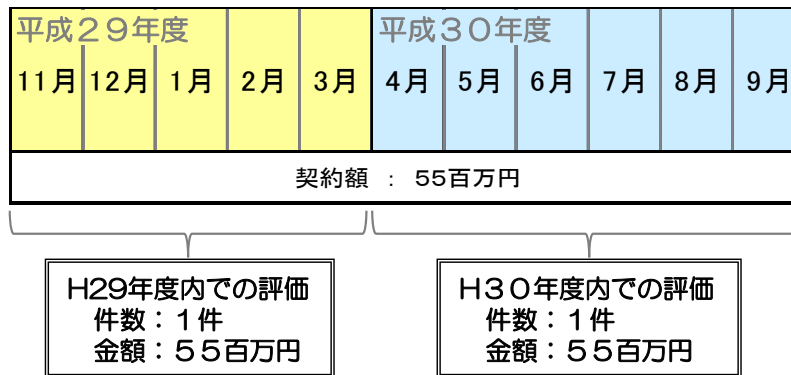 平成２９年度 平成３０年度
11月 12月 1月 2月 3月 4月 5月 6月 7月 8月 9月
契約額 ： 55百万円
H29年度内での評価
件数：１件
金額：５５百万円
H３０年度内での評価
件数：１件
金額：５５百万円